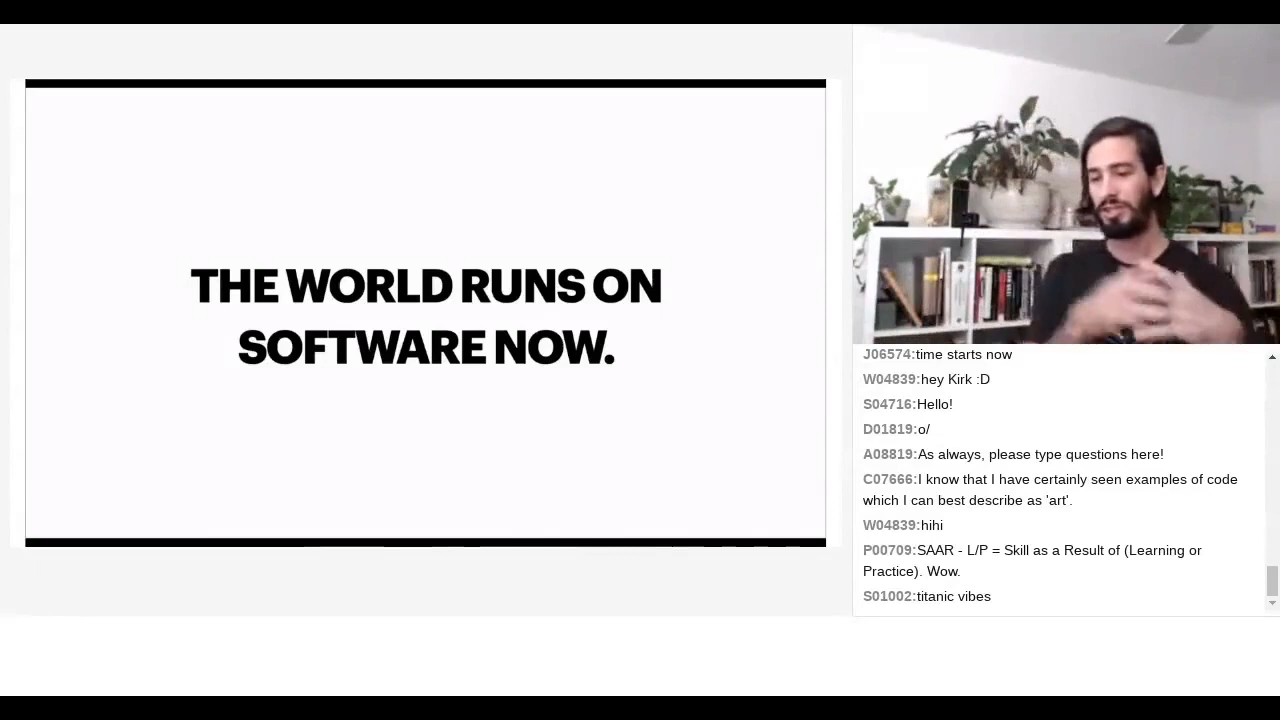 THE WORLD RUNS ON
SOFTWARE NOW.
J06574:time starts now
W04839:hey Kirk :D
S04716:Hello!
D01819:o/
A08819:As always, please type questions here!
C07666:I know that I have certainly seen examples of code
which I can best describe as 'art'.
W04839:hihi
P00709:SAAR - L/P = Skill as a Result of (Learning or
Practice). Wow.
S01002:titanic vibes